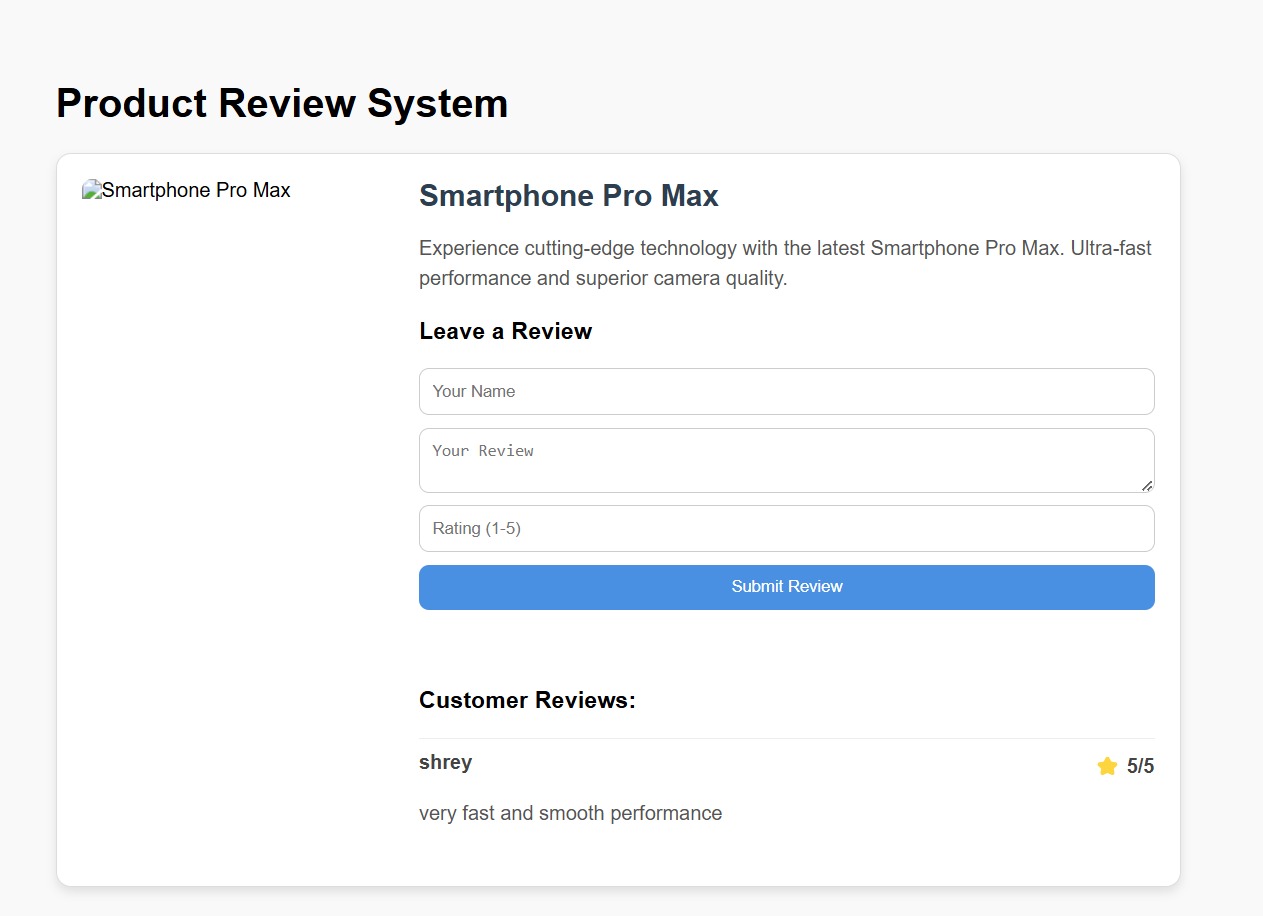 Product Review System
Smartphone Pro Max
Smartphone Pro Max
Experience cutting-edge technology with the latest Smartphone Pro Max. Ultra-fast
performance and superior camera quality.
Leave a Review
Your Name
Your Review
Rating (1-5)
Submit Review
Customer Reviews:
shrey
5/5
very fast and smooth performance